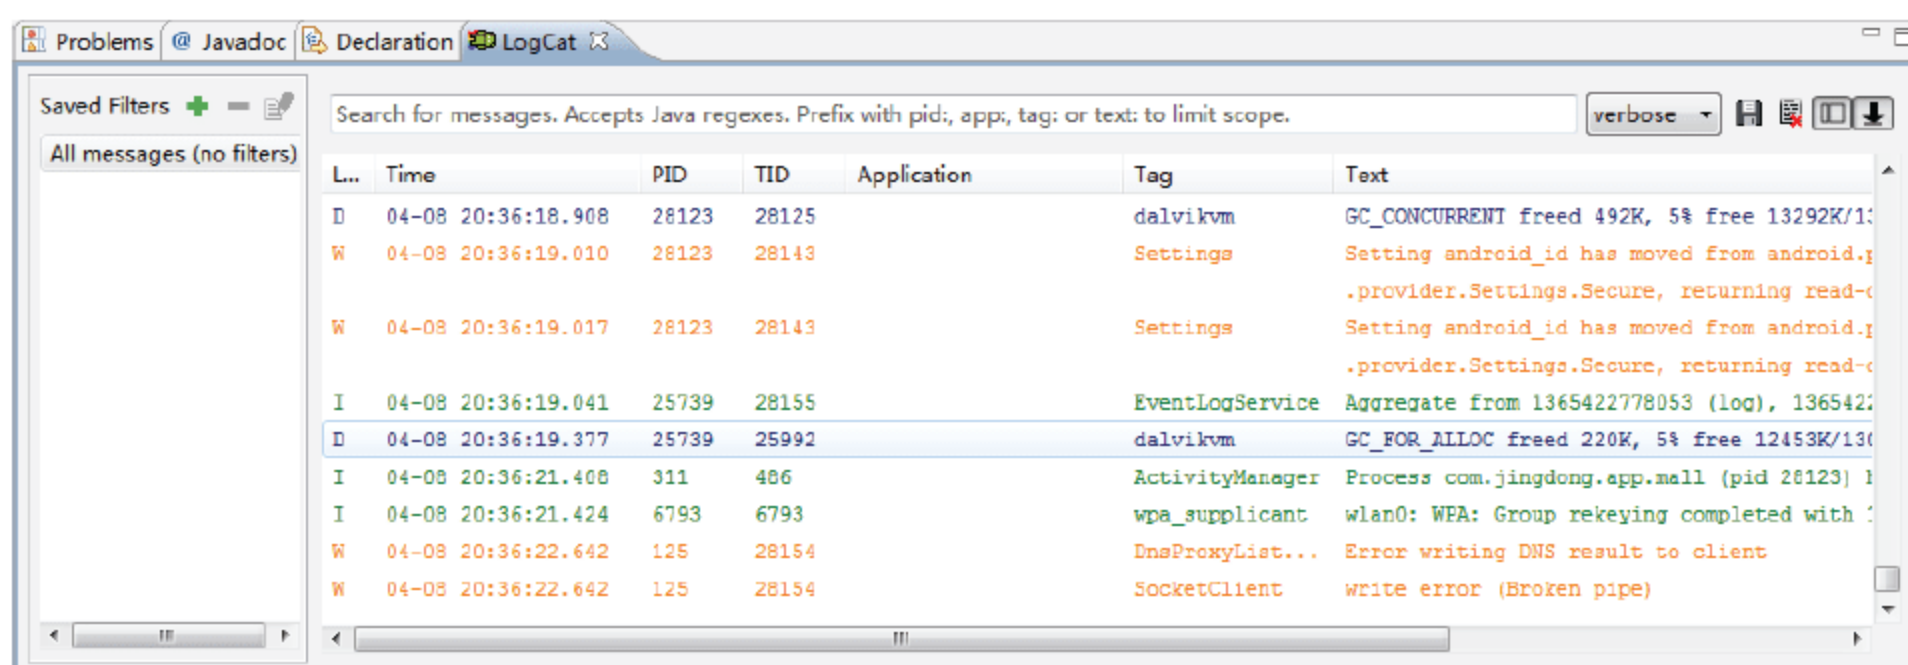 Problems @ Javadoc Declaration LogCat
Saved Filters
All messages (no filters)
Search for messages. Accepts Java regexes. Prefix with pid:, app:, tag: or text: to limit scope.
verbose
L... Time PID TID Application Tag Text
D 04-08 20:36:18.908 28123 28125 dalvikvm GC_CONCURRENT freed 492K, 5% free 13292K/13
W 04-08 20:36:19.010 28123 28143 Settings Setting android_id has moved from android.p
.provider.Settings.Secure, returning read-o
W 04-08 20:36:19.017 28123 28143 Settings Setting android_id has moved from android.p
.provider.Settings.Secure, returning read-o
I 04-08 20:36:19.041 25739 28155 EventLogService Aggregate from 1365422778053 (log), 1365422
D 04-08 20:36:19.377 25739 25992 dalvikvm GC_FOR_ALLOC freed 220K, 5% free 12453K/130
I 04-08 20:36:21.408 311 486 ActivityManager Process com.jingdong.app.mall (pid 28123) h
I 04-08 20:36:21.424 6793 6793 wpa_supplicant wlan0: WPA: Group rekeying completed with
W 04-08 20:36:22.642 125 28154 DnsProxyList... Error writing DNS result to client
W 04-08 20:36:22.642 125 28154 SocketClient write error (Broken pipe)